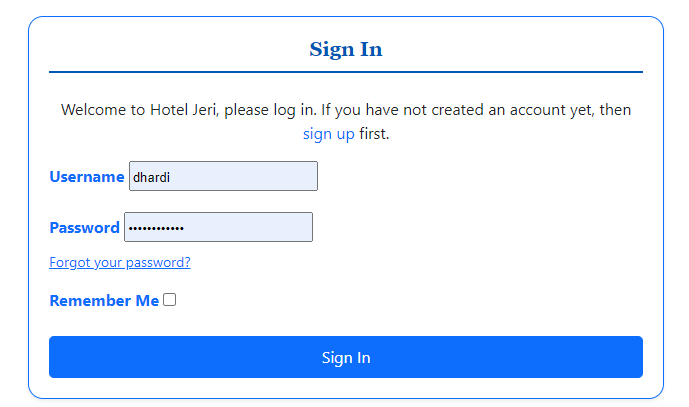 Sign In
Welcome to Hotel Jeri, please log in. If you have not created an account yet, then
sign up first.
Username dhardi
Password ••••••••••••
Forgot your password?
Remember Me
Sign In